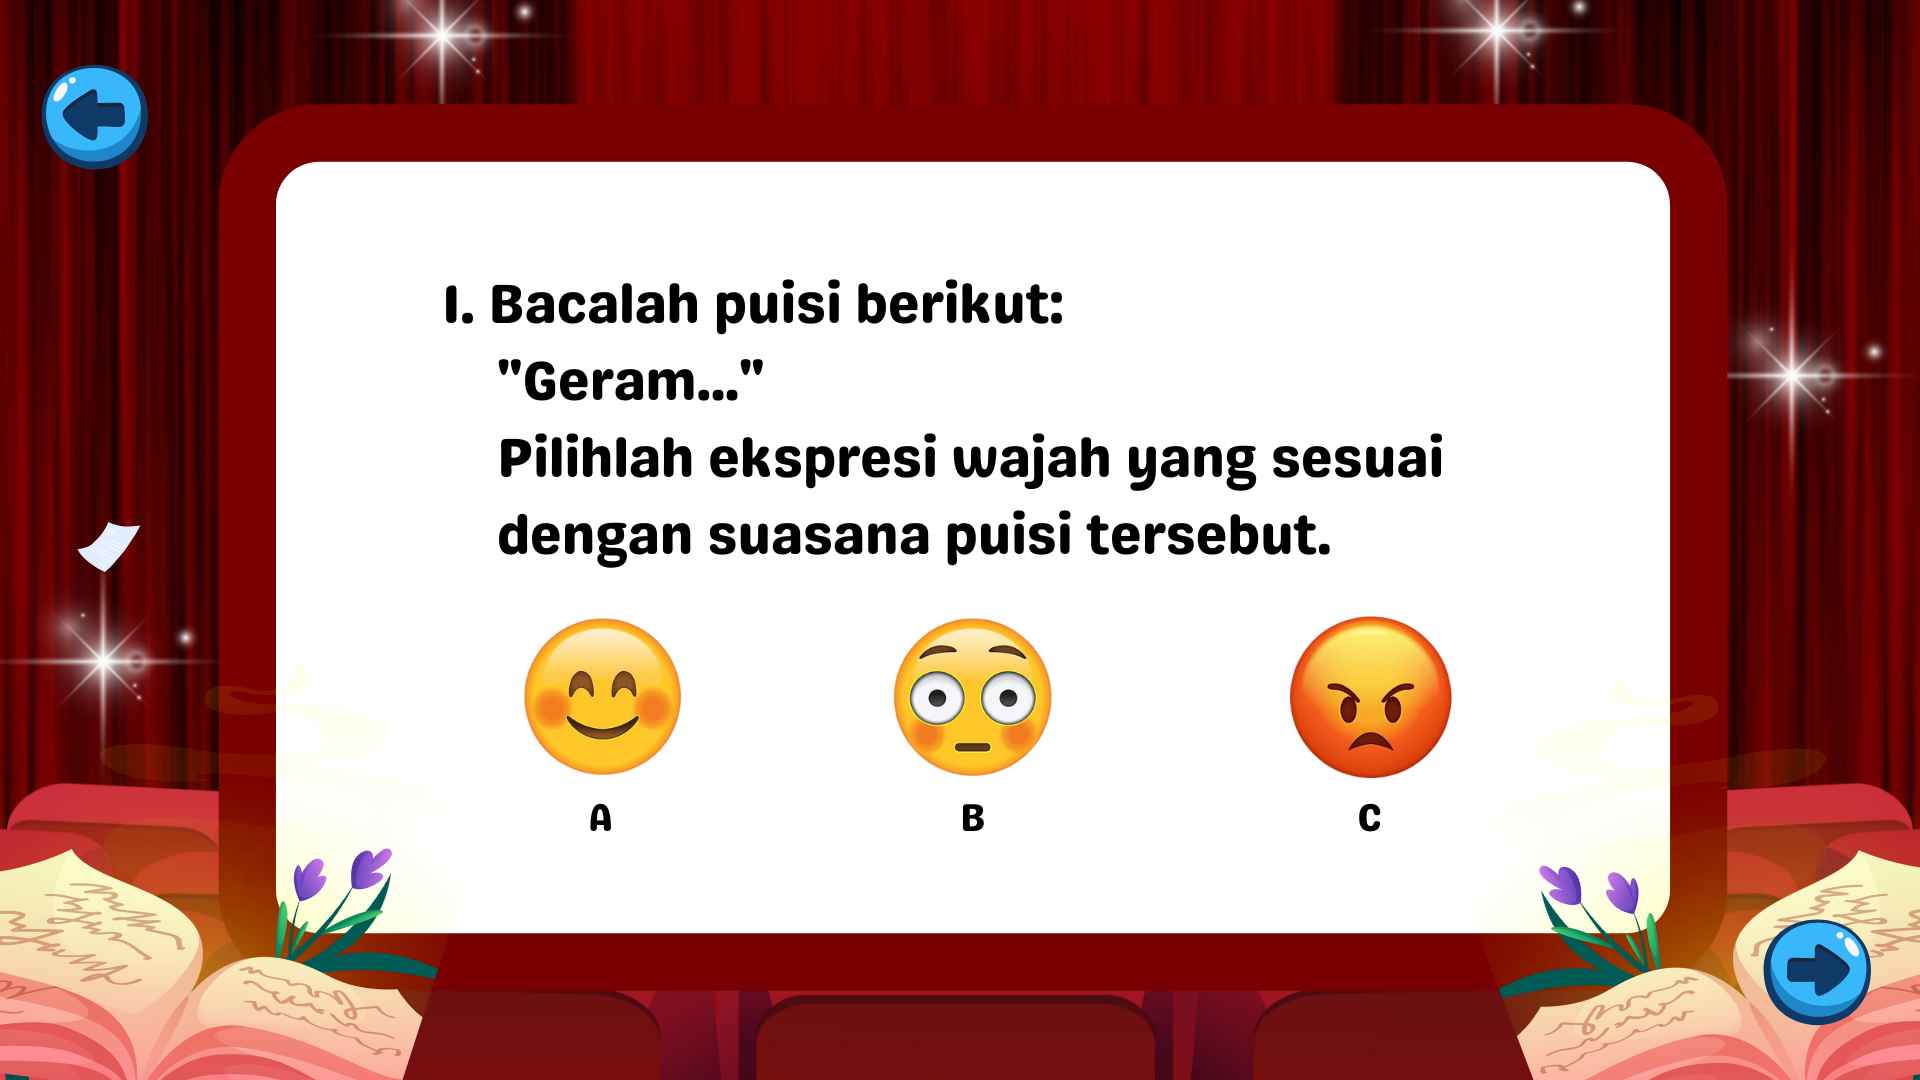 1. Bacalah puisi berikut:
"Geram..."
Pilihlah ekspresi wajah yang sesuai
dengan suasana puisi tersebut.
A
B
C